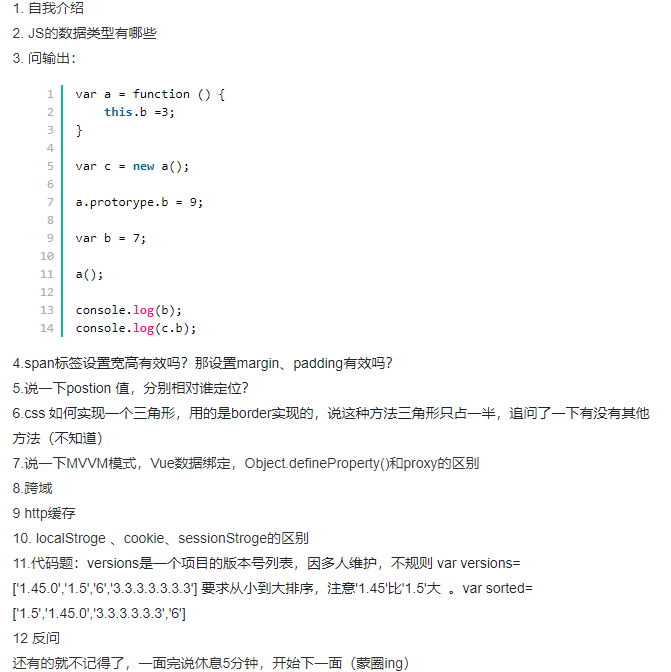 1. 自我介绍
2. JS的数据类型有哪些
3. 问输出：
1 var a = function () {
2 this.b =3;
3 }
4
5 var c = new a();
6
7 a.protorype.b = 9;
8
9 var b = 7;
10
11 a();
12
13 console.log(b);
14 console.log(c.b);
4.span标签设置宽高有效吗？那设置margin、padding有效吗？
5.说一下postion 值，分别相对谁定位？
6.css 如何实现一个三角形，用的是border实现的，说这种方法三角形只占一半，追问了一下有没有其他
方法（不知道）
7.说一下MVVM模式，Vue数据绑定，Object.defineProperty()和proxy的区别
8.跨域
9 http缓存
10. localStroge 、cookie、sessionStroge的区别
11.代码题：versions是一个项目的版本号列表，因多人维护，不规则 var versions=
['1.45.0','1.5','6','3.3.3.3.3.3.3'] 要求从小到大排序，注意'1.45'比'1.5'大 。var sorted=
['1.5','1.45.0','3.3.3.3.3.3','6']
12 反问
还有的就不记得了，一面完说休息5分钟，开始下一面（蒙圈ing）